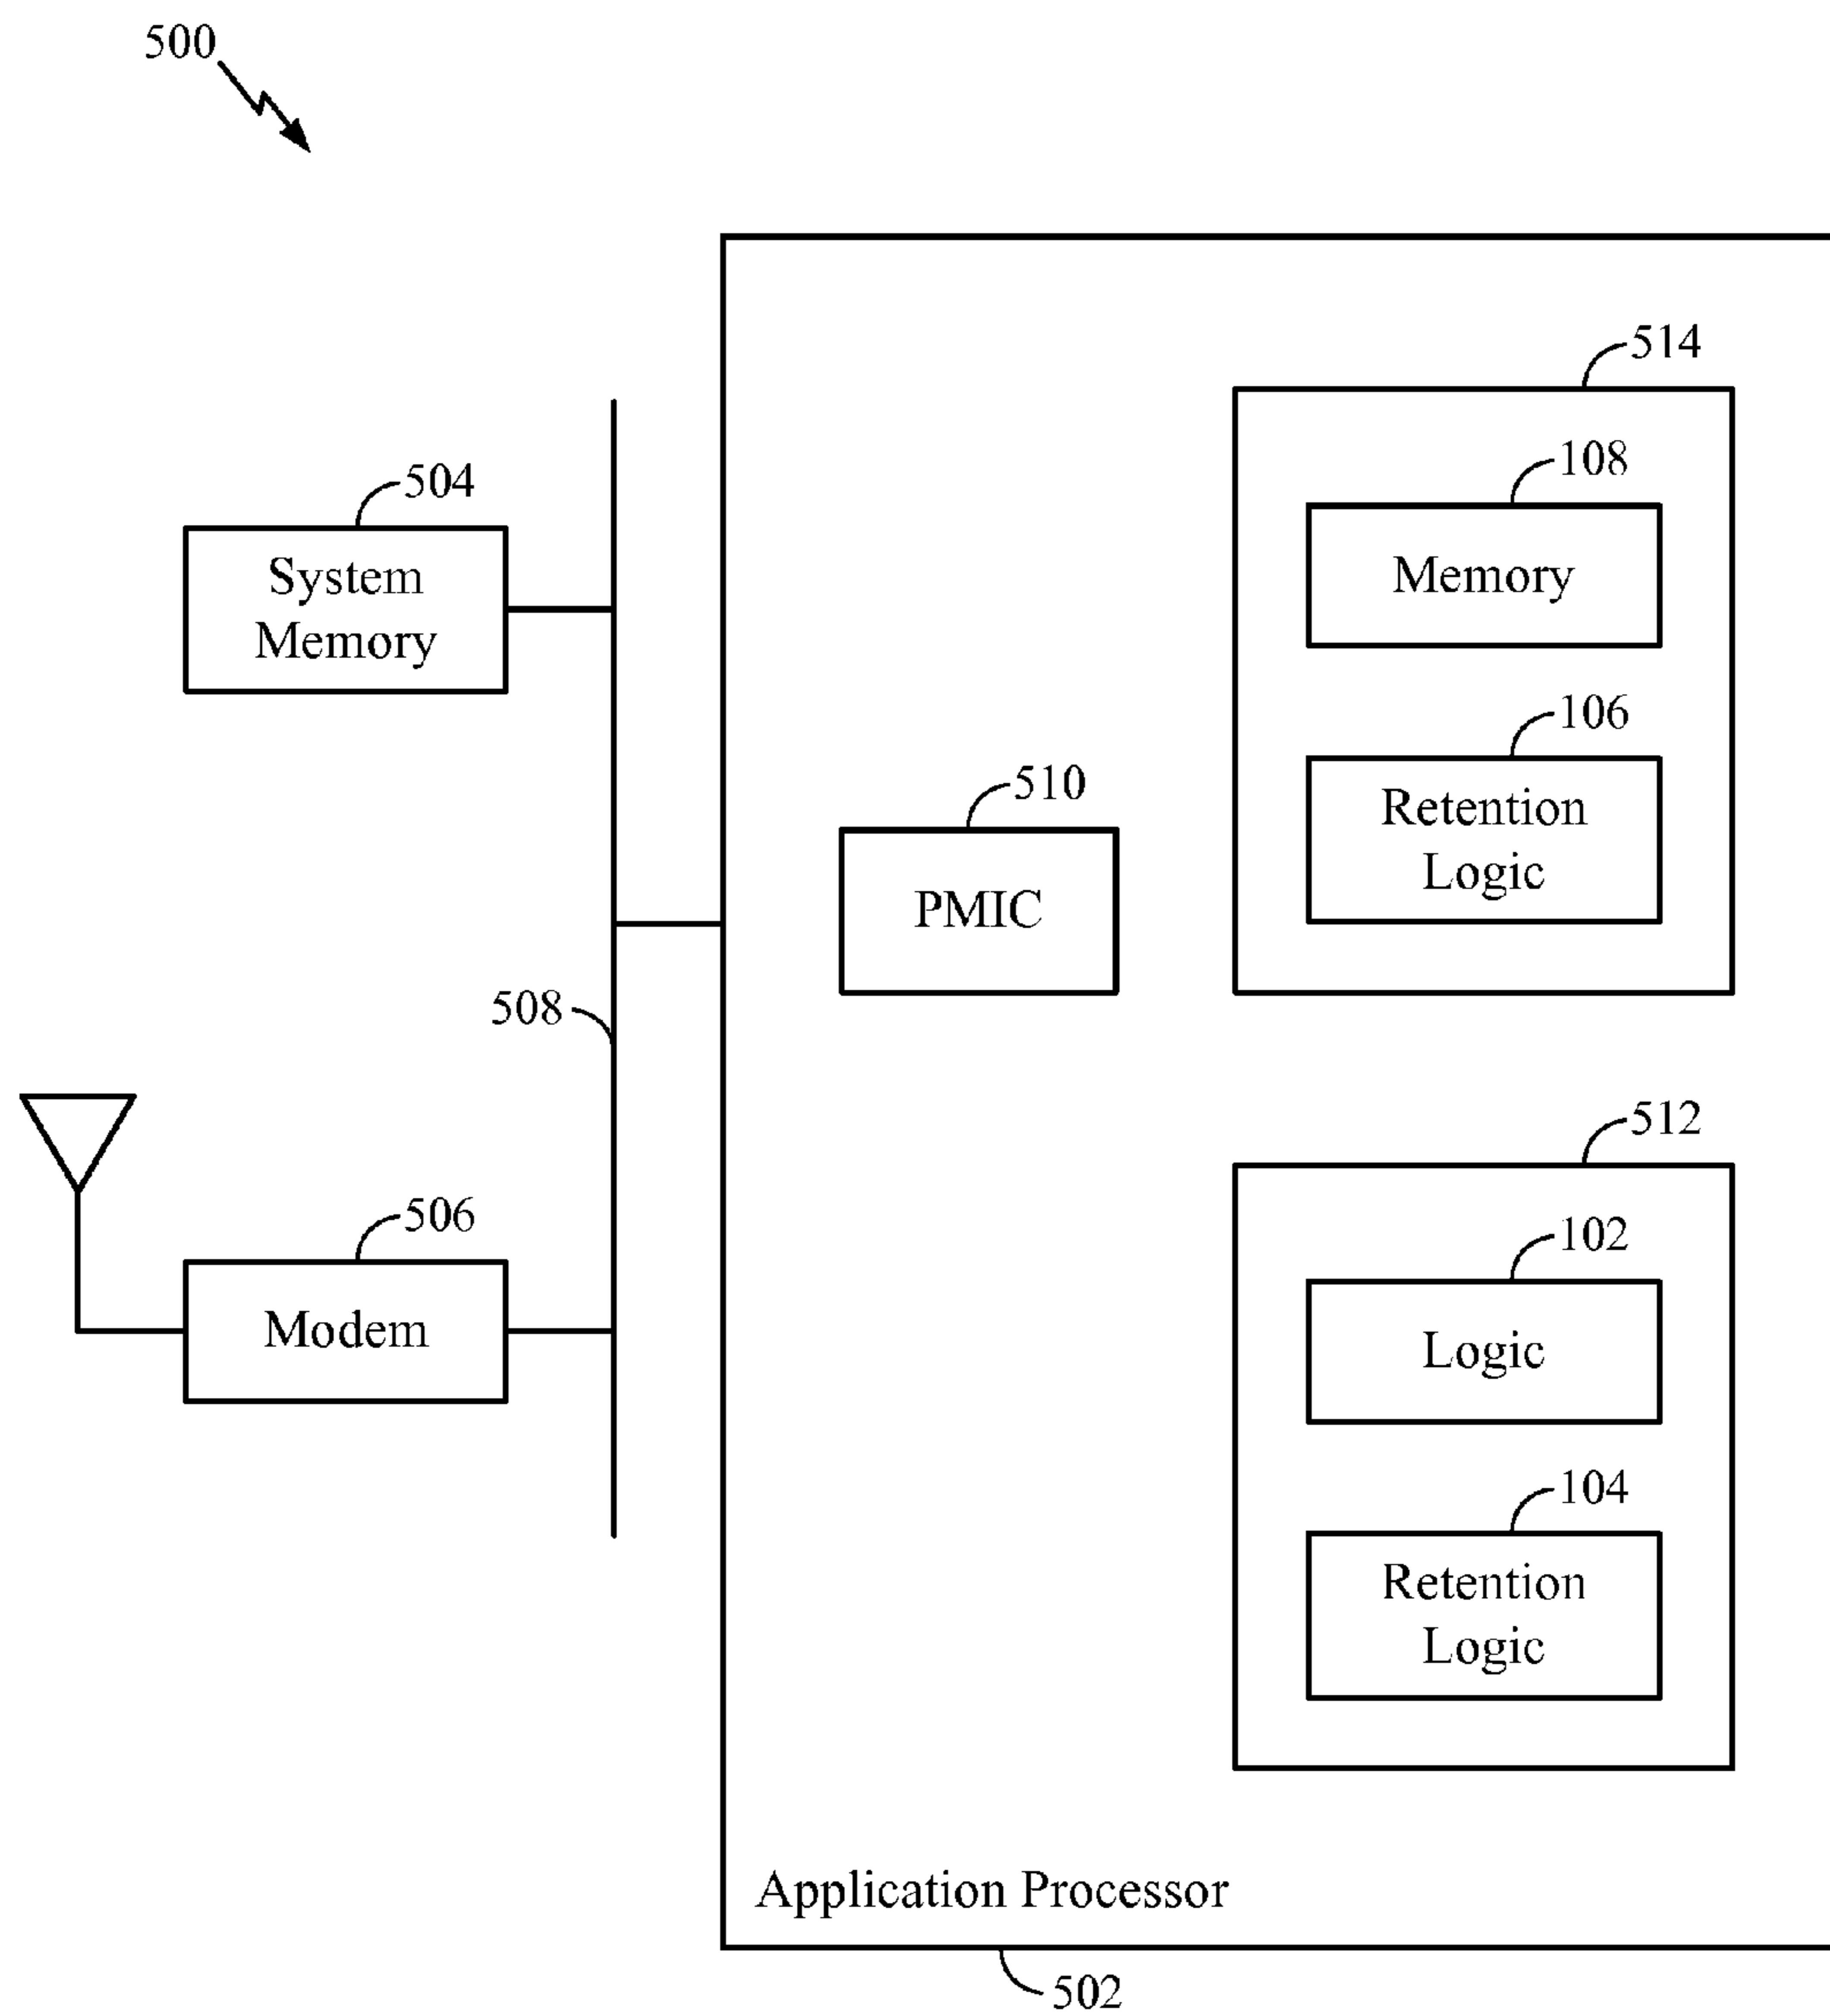 500
514
108
Memory
504
System
Memory
106
Retention
Logic
510
PMIC
508
512
506
Modem
102
Logic
104
Retention
Logic
Application Processor
502